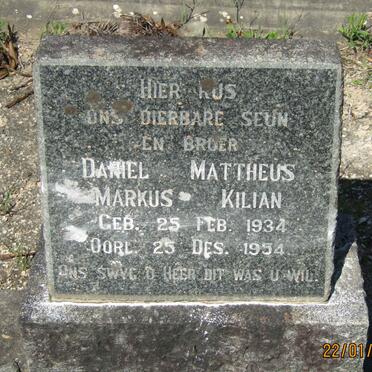 HIER RUS
ONS DIERBARE SEUN
EN BROER
DANIEL MATTHEUS
MARKUS KILIAN
GEB. 25 FEB. 1934
OORL. 25 DES. 1954
ONS SWYG O HEER DIT WAS U WIL.
22/01/